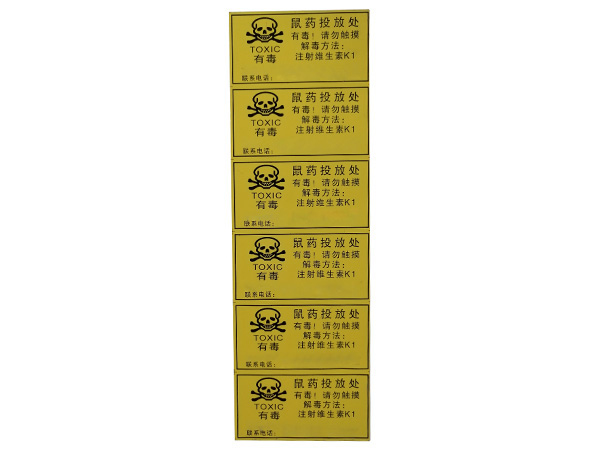 鼠药投放处
有毒！请勿触摸
解毒方法：
注射维生素K1
TOXIC
有毒
联系电话：
鼠药投放处
有毒！请勿触摸
解毒方法：
注射维生素K1
TOXIC
有毒
联系电话：
鼠药投放处
有毒！请勿触摸
解毒方法：
注射维生素K1
TOXIC
有毒
联系电话：
鼠药投放处
有毒！请勿触摸
解毒方法：
注射维生素K1
TOXIC
有毒
联系电话：
鼠药投放处
有毒！请勿触摸
解毒方法：
注射维生素K1
TOXIC
有毒
联系电话：
鼠药投放处
有毒！请勿触摸
解毒方法：
注射维生素K1
TOXIC
有毒
联系电话：